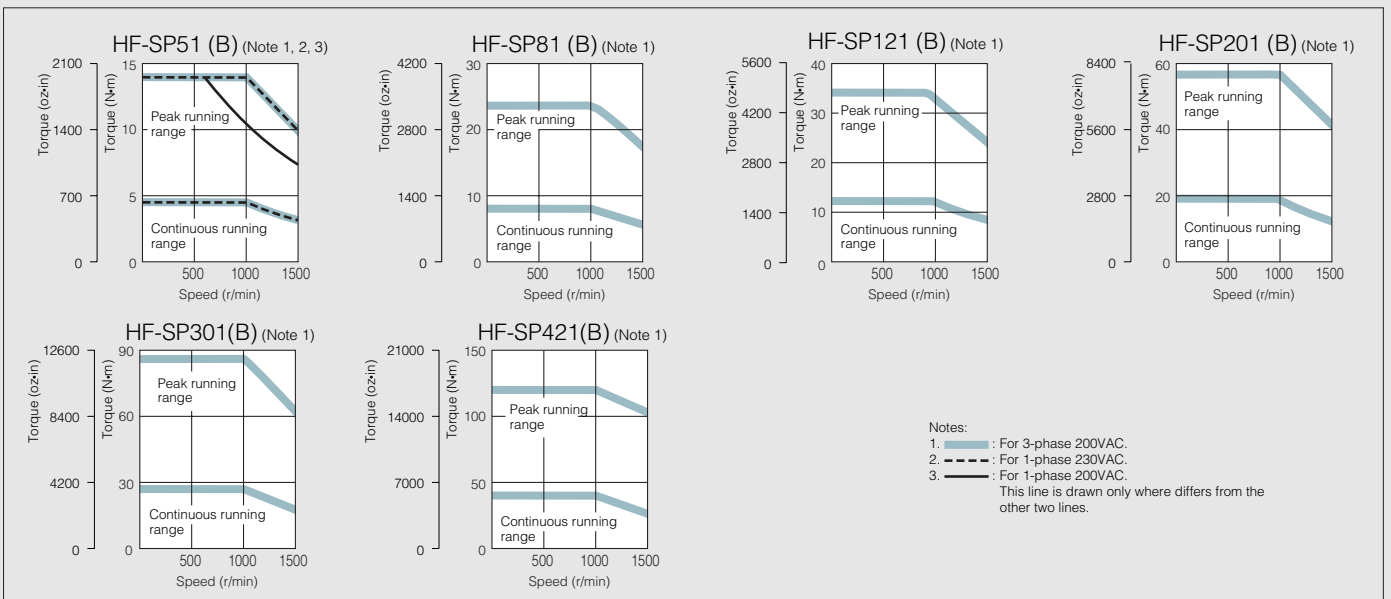 HF-SP51 (B) (Note 1, 2, 3)
2100
1400
700
0
Torque (oz•in)
15
10
5
0
Torque (N•m)
Peak running
range
Continuous running
range
500 1000 1500
Speed (r/min)
HF-SP81 (B) (Note 1)
4200
2800
1400
0
Torque (oz•in)
30
20
10
0
Torque (N•m)
Peak running
range
Continuous running
range
500 1000 1500
Speed (r/min)
HF-SP121 (B) (Note 1)
5600
4200
2800
1400
0
Torque (oz•in)
40
30
20
10
0
Torque (N•m)
Peak running
range
Continuous running
range
500 1000 1500
Speed (r/min)
HF-SP201 (B) (Note 1)
8400
5600
2800
0
Torque (oz•in)
60
40
20
0
Torque (N•m)
Peak running
range
Continuous running
range
500 1000 1500
Speed (r/min)
HF-SP301(B) (Note 1)
12600
8400
4200
0
Torque (oz•in)
90
60
30
0
Torque (N•m)
Peak running
range
Continuous running
range
500 1000 1500
Speed (r/min)
HF-SP421(B) (Note 1)
21000
14000
7000
0
Torque (oz•in)
150
100
50
0
Torque (N•m)
Peak running
range
Continuous running
range
500 1000 1500
Speed (r/min)
Notes:
1. : For 3-phase 200VAC.
2. : For 1-phase 230VAC.
3. : For 1-phase 200VAC.
This line is drawn only where differs from the
other two lines.